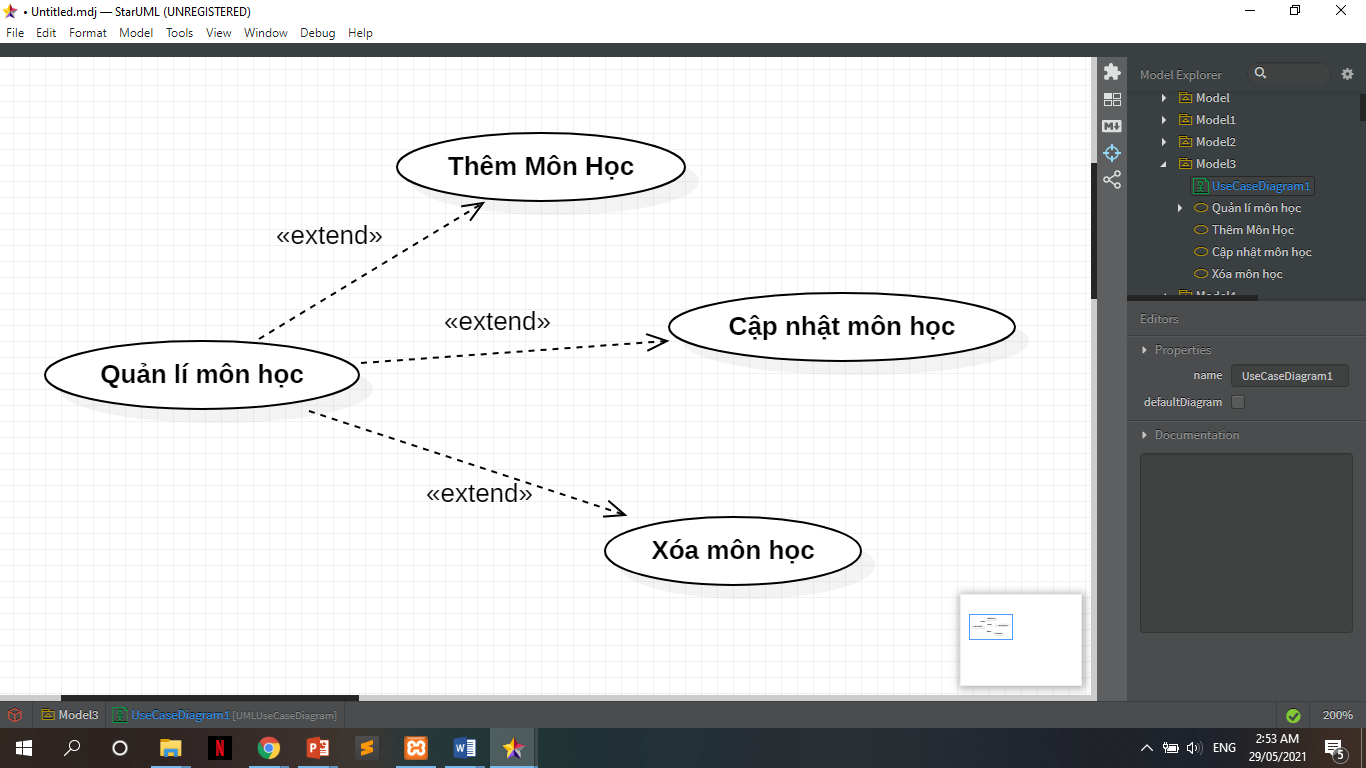 • Untitled.mdj — StarUML (UNREGISTERED)
File Edit Format Model Tools View Window Debug Help
Thêm Môn Học
«extend»
«extend»
Cập nhật môn học
Quản lí môn học
«extend»
Xóa môn học
Model Explorer
Model
Model1
Model2
Model3
UseCaseDiagram1
Quản lí môn học
Thêm Môn Học
Cập nhật môn học
Xóa môn học
Editors
Properties
name UseCaseDiagram1
defaultDiagram
Documentation
Model3 UseCaseDiagram1 [UMLUseCaseDiagram] 200%
ENG 2:53 AM
29/05/2021 5